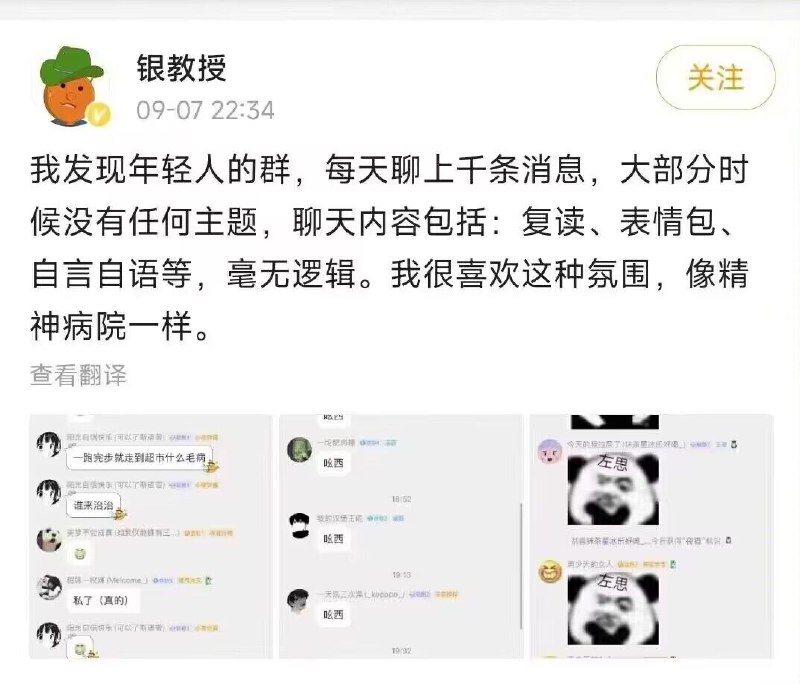 银教授
09-07 22:34
关注
我发现年轻人的群，每天聊上千条消息，大部分时
候没有任何主题，聊天内容包括：复读、表情包、
自言自语等，毫无逻辑。我很喜欢这种氛围，像精
神病院一样。
查看翻译
一跑完步就走到超市什么毛病
谁来治治
私了（真的）
呟西
呟西
18:52
呟西
19:13
呟西
19:32
左思
左思